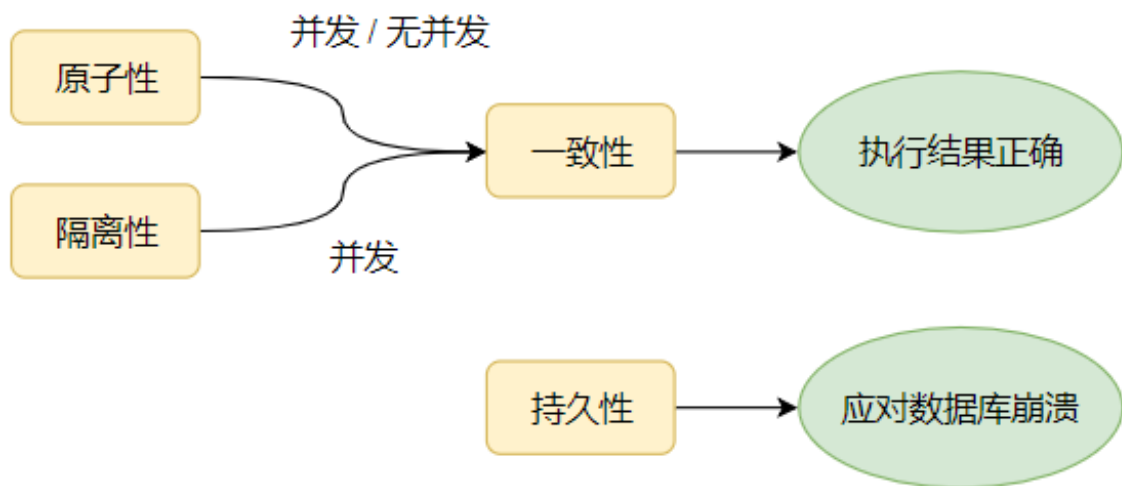 并发 / 无并发
原子性
一致性
执行结果正确
隔离性
并发
持久性
应对数据库崩溃